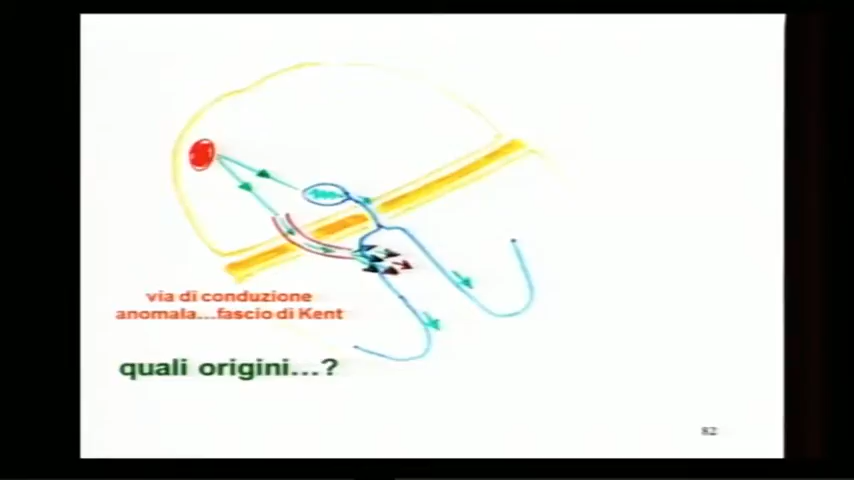 via di conduzione
anomala...fascio di Kent
quali origini...?
82